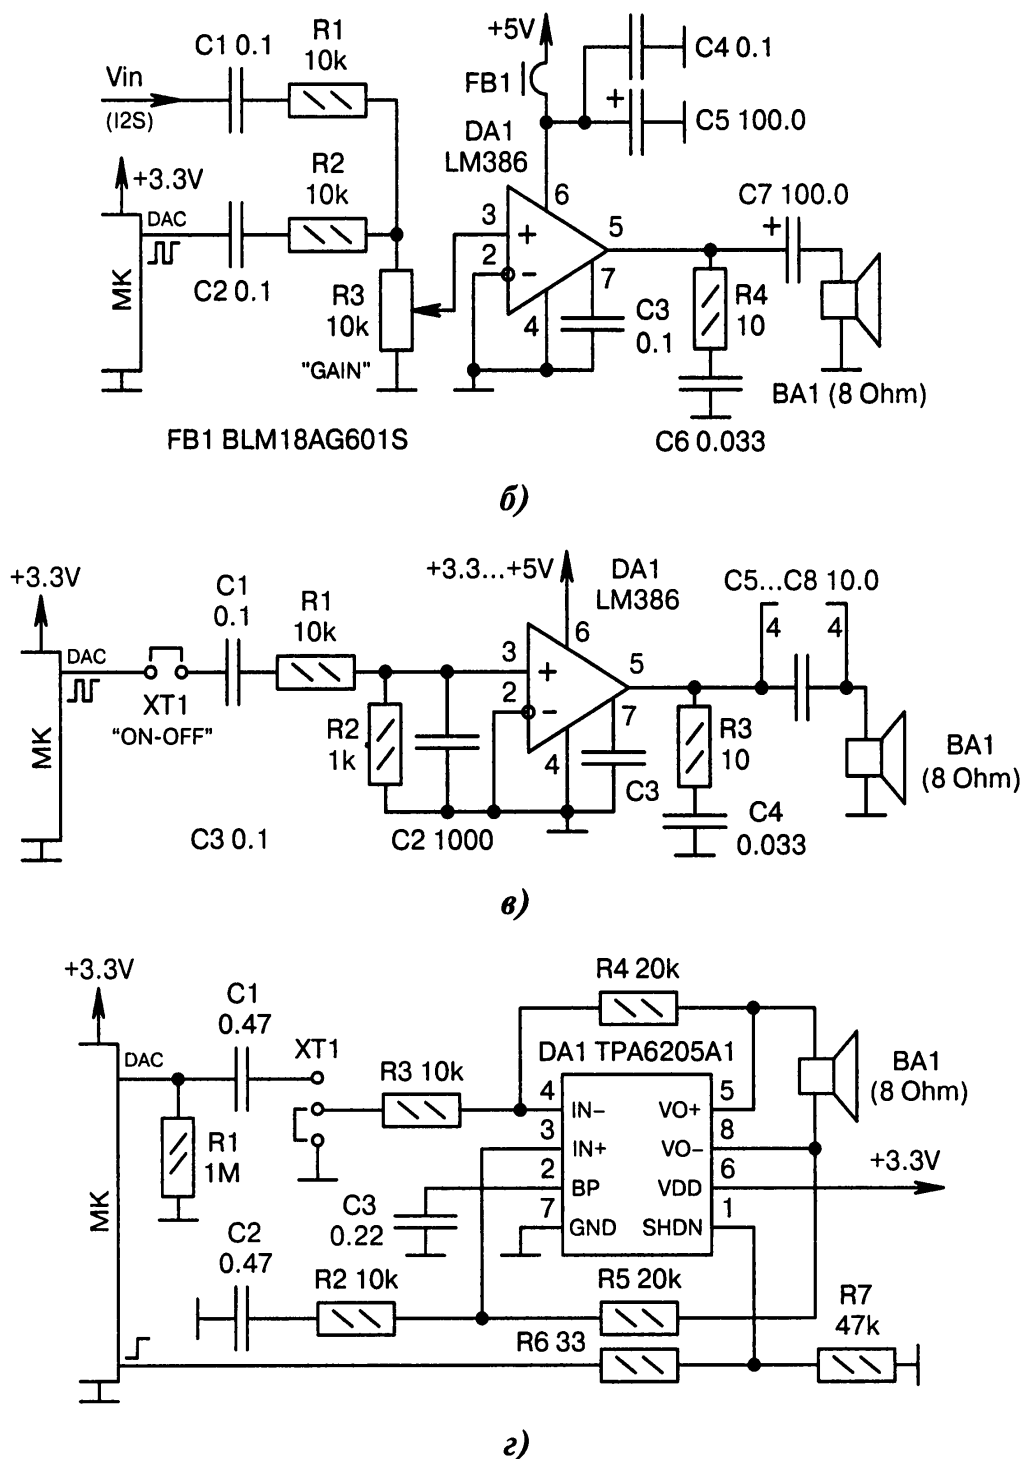 +5V
C4 0.1
C1 0.1
R1
10k
FB1
Vin
(I2S)
+
C5 100.0
DA1
LM386
R2
10k
+3.3V
DAC
6
C7 100.0
+
3
+
5
2
-
7
MK
C2 0.1
R3
10k
"GAIN"
4
C3
0.1
R4
10
BA1 (8 Ohm)
FB1 BLM18AG601S
C6 0.033
б)
+3.3V
+3.3...+5V
DA1
LM386
C5...C8 10.0
C1
0.1
R1
10k
6
4
4
DAC
3
+
5
2
-
7
XT1
"ON-OFF"
MK
R2
1k
4
R3
10
BA1
(8 Ohm)
C3
C3 0.1
C2 1000
C4
0.033
в)
+3.3V
R4 20k
C1
0.47
XT1
DAC
DA1 TPA6205A1
BA1
(8 Ohm)
R3 10k
4
IN-
VO+
5
3
IN+
VO-
8
R1
1M
2
BP
VDD
6
+3.3V
MK
C3
0.22
7
GND
SHDN
1
C2
0.47
R2 10k
R5 20k
R7
47k
R6 33
г)